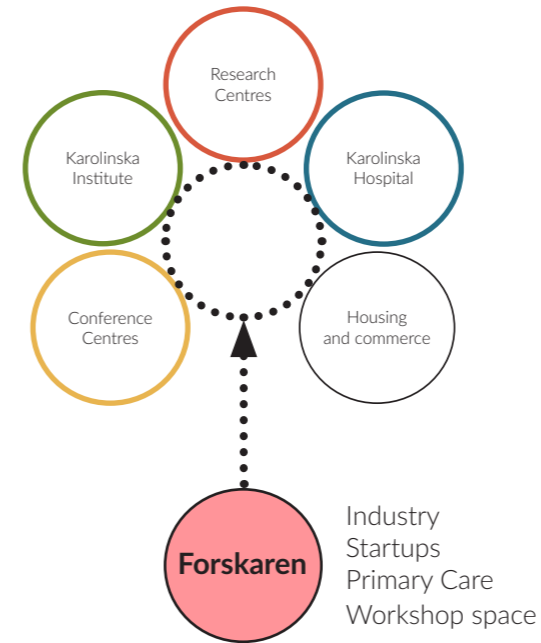 Research
Centres
Karolinska
Institute
Karolinska
Hospital
Conference
Centres
Housing
and commerce
Forskaren
Industry
Startups
Primary Care
Workshop space